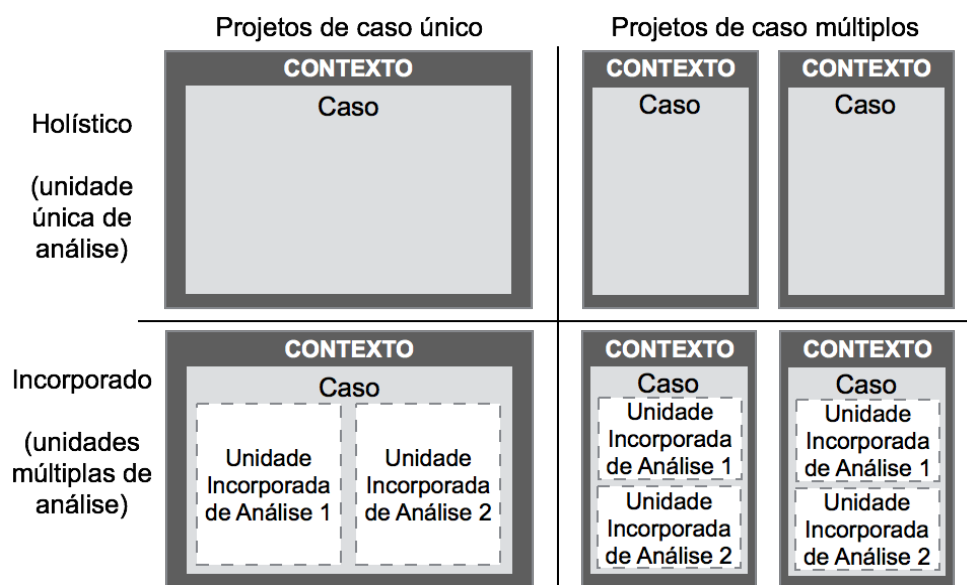 Projetos de caso único
Projetos de caso múltiplos
Holístico
(unidade
única de
análise)
CONTEXTO
Caso
CONTEXTO
Caso
CONTEXTO
Caso
Incorporado
(unidades
múltiplas de
análise)
CONTEXTO
Caso
Unidade
Incorporada
de Análise 1
Unidade
Incorporada
de Análise 2
CONTEXTO
Caso
Unidade
Incorporada
de Análise 1
Unidade
Incorporada
de Análise 2
CONTEXTO
Caso
Unidade
Incorporada
de Análise 1
Unidade
Incorporada
de Análise 2